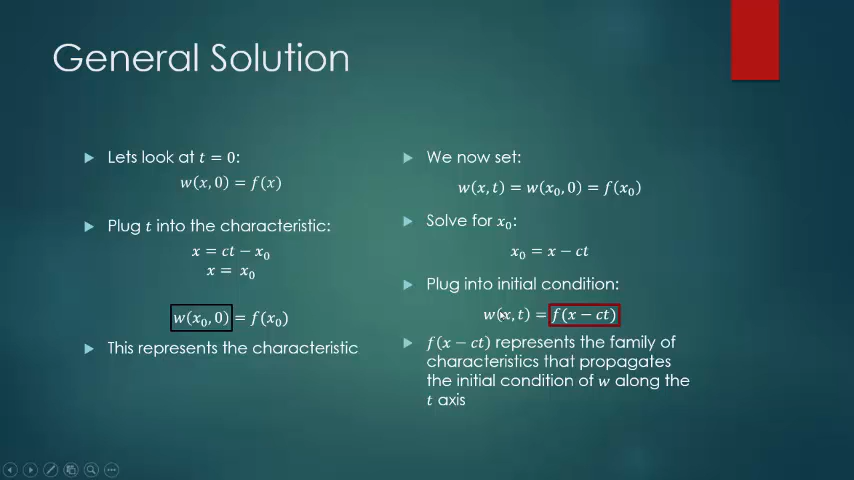 General Solution
Lets look at t = 0:
w(x, 0) = f(x)
Plug t into the characteristic:
x = ct − x₀
x = x₀
w(x₀, 0) = f(x₀)
This represents the characteristic
We now set:
w(x, t) = w(x₀, 0) = f(x₀)
Solve for x₀:
x₀ = x − ct
Plug into initial condition:
w(x, t) = f(x − ct)
f(x − ct) represents the family of
characteristics that propagates
the initial condition of w along the
t axis